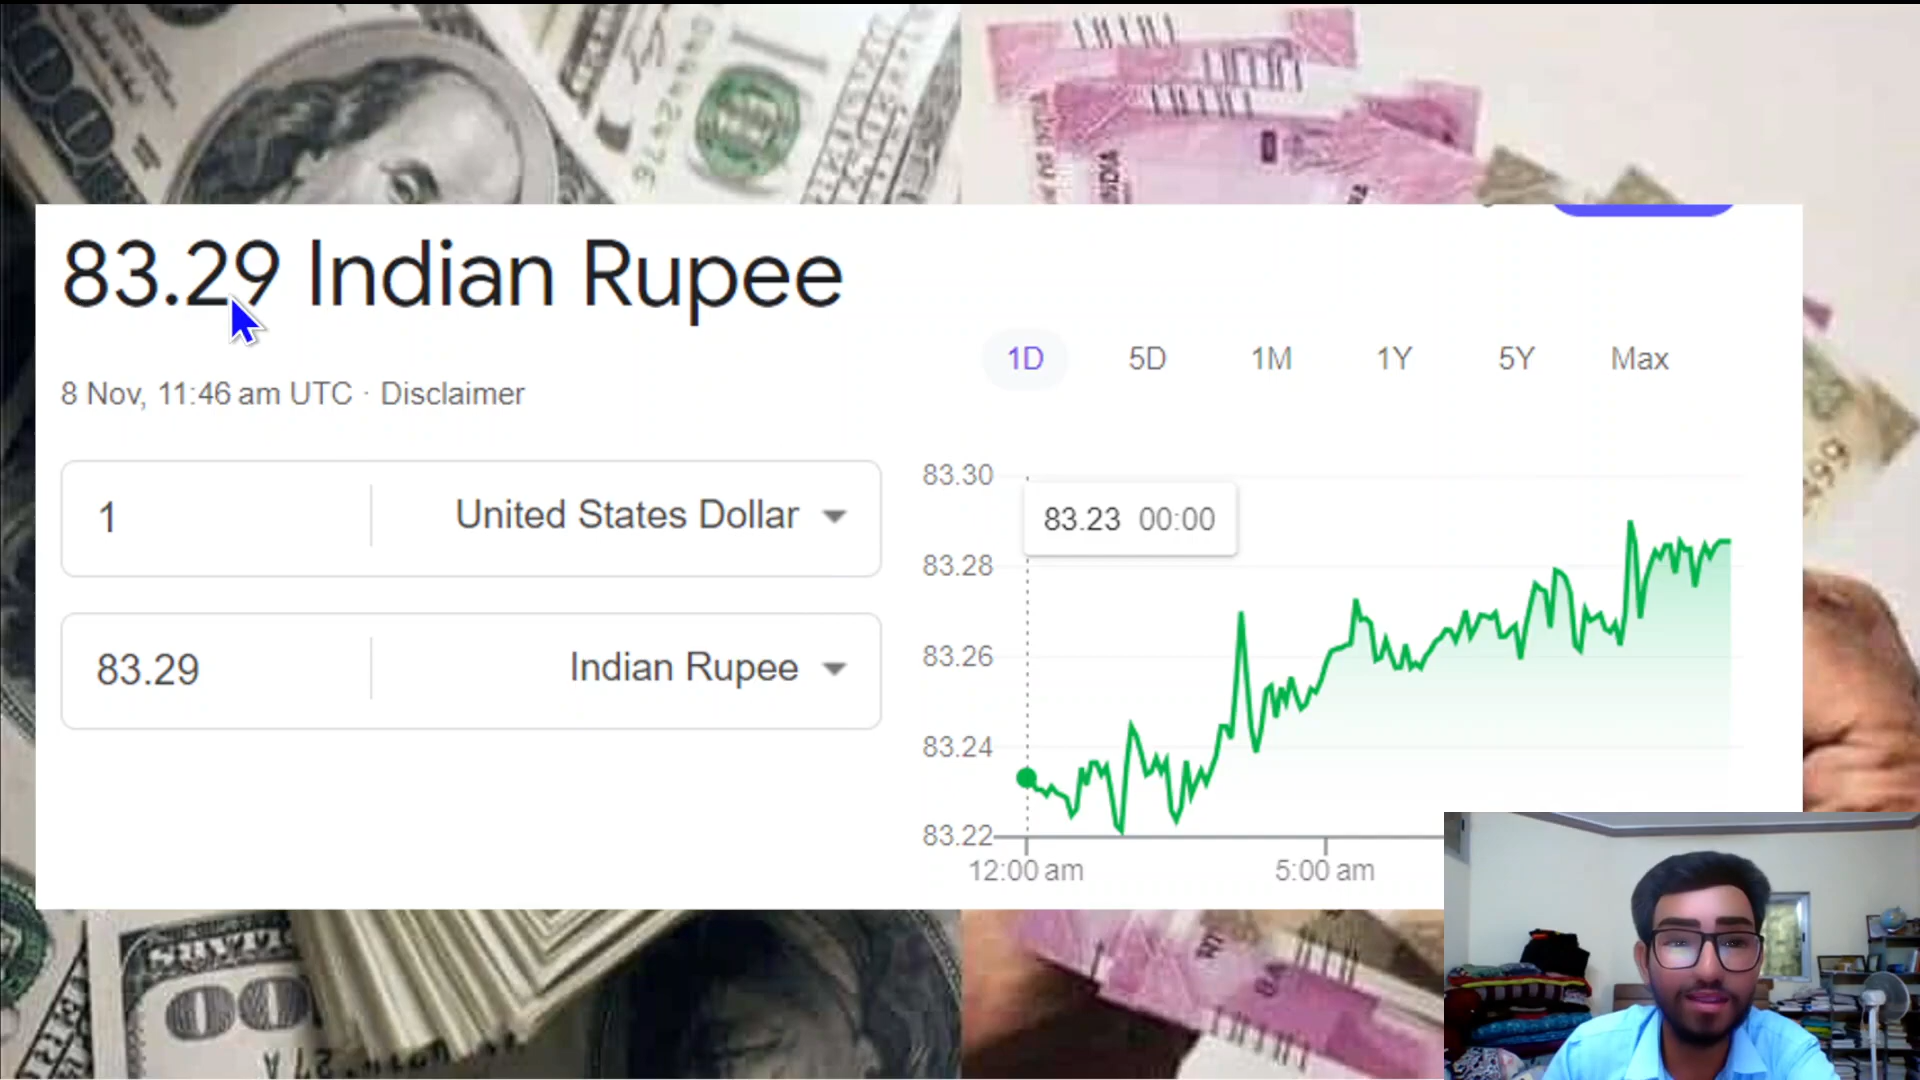 INDIA
83.29 Indian Rupee
8 Nov, 11:46 am UTC · Disclaimer
1D 5D 1M 1Y 5Y Max
1 United States Dollar
83.29 Indian Rupee
83.30
83.23 00:00
83.28
83.26
83.24
83.22
12:00 am 5:00 am